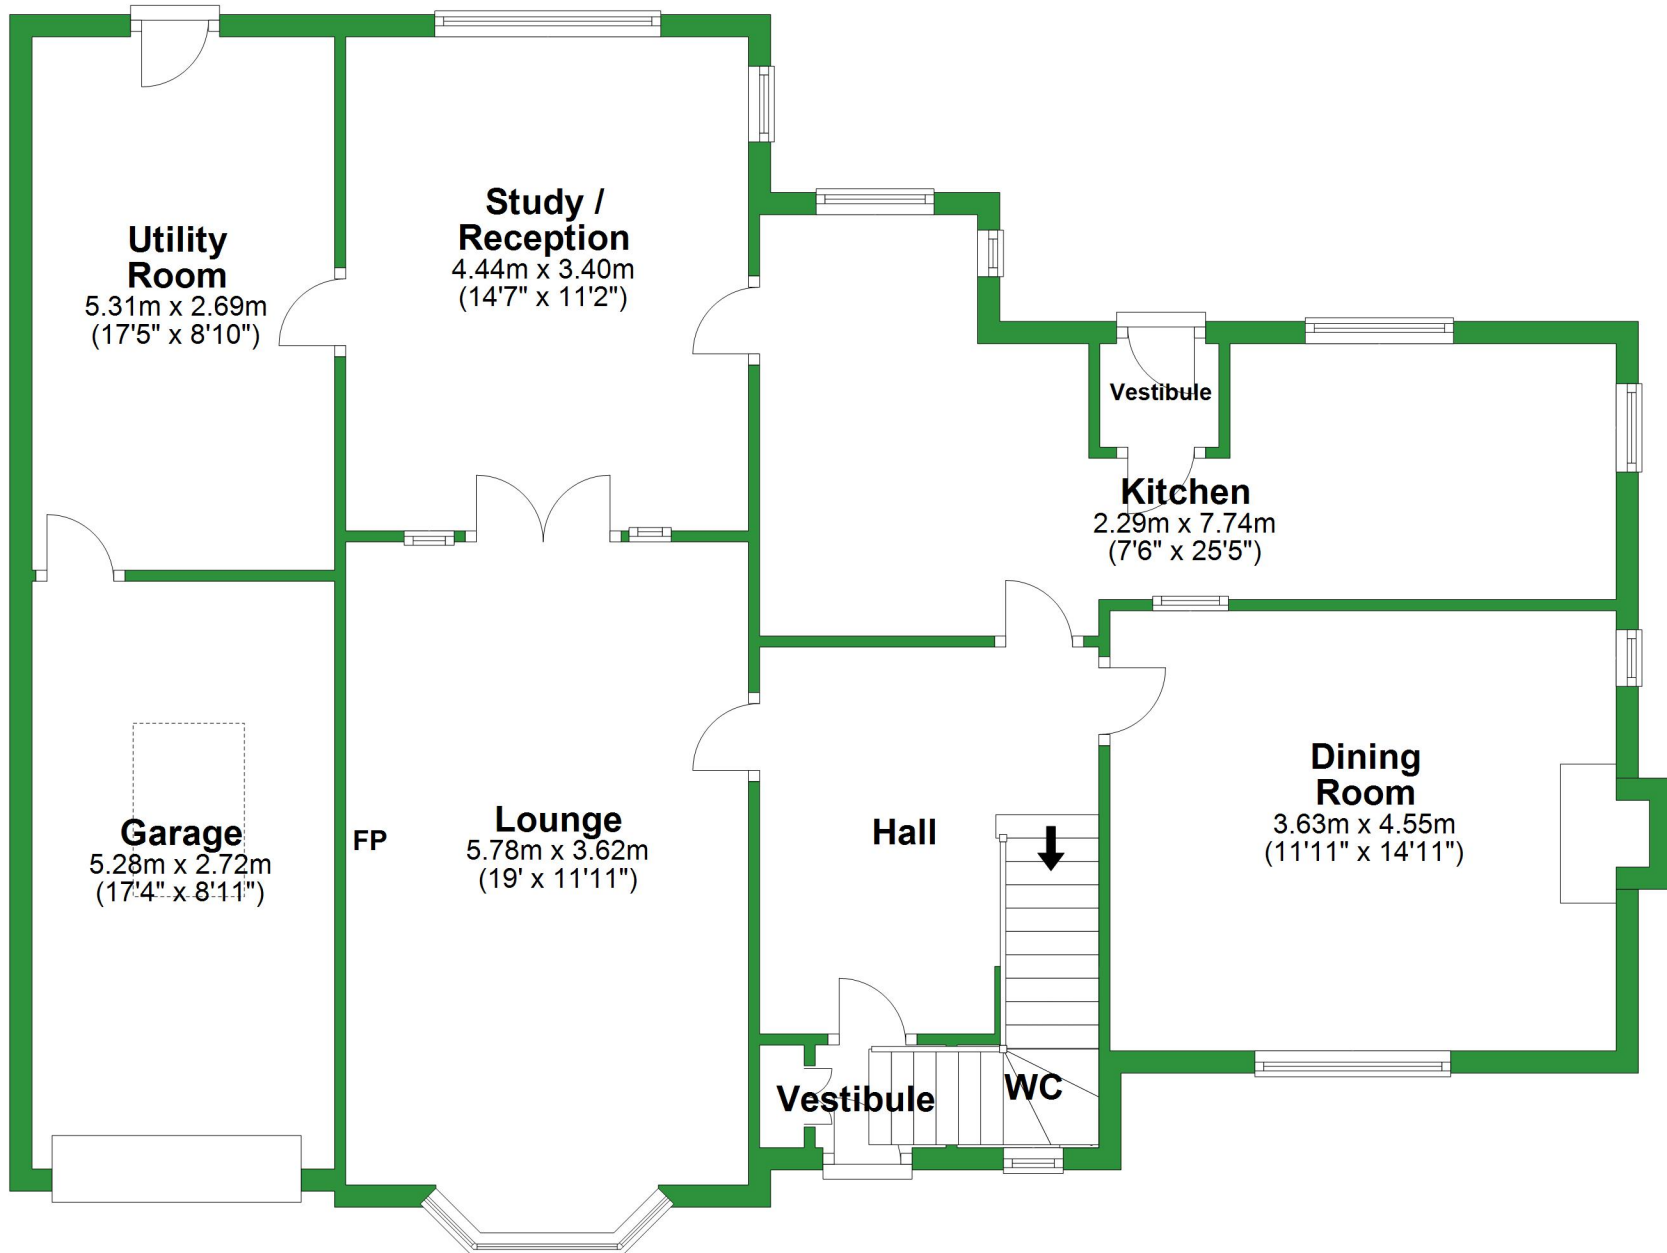 Utility
Room
5.31m x 2.69m
(17'5" x 8'10")
Study /
Reception
4.44m x 3.40m
(14'7" x 11'2")
Vestibule
Kitchen
2.29m x 7.74m
(7'6" x 25'5")
Garage
5.28m x 2.72m
(17'4" x 8'11")
FP
Lounge
5.78m x 3.62m
(19' x 11'11")
Hall
Dining
Room
3.63m x 4.55m
(11'11" x 14'11")
Vestibule
WC